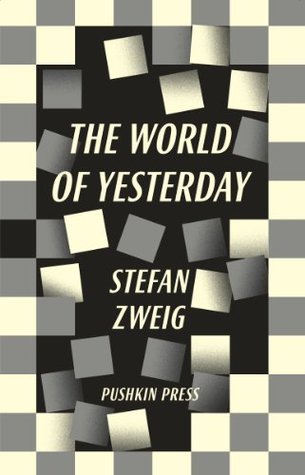 THE WORLD
OF YESTERDAY
STEFAN
ZWEIG
PUSHKIN PRESS